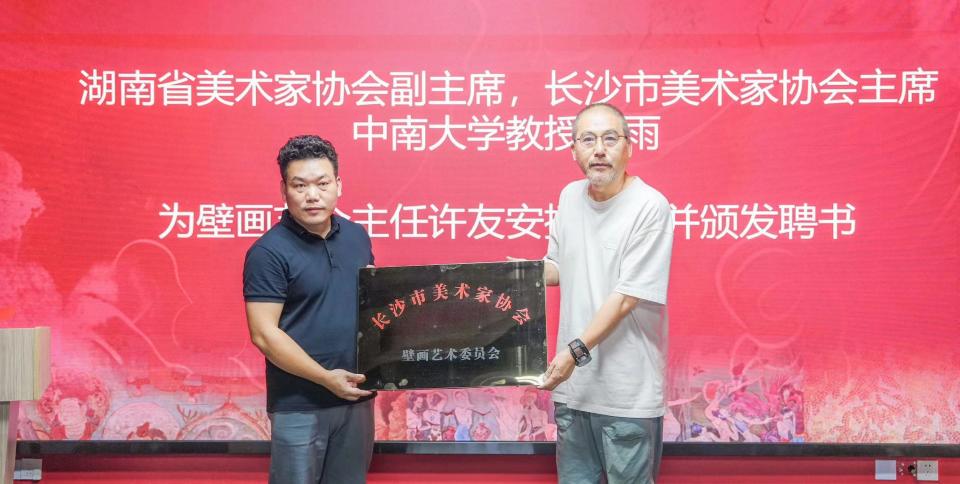 湖南省美术家协会副主席，长沙市美术家协会主席
中南大学教授 雨
为壁画 主任许友安 并颁发聘书
长沙市美术家协会
壁画艺术委员会